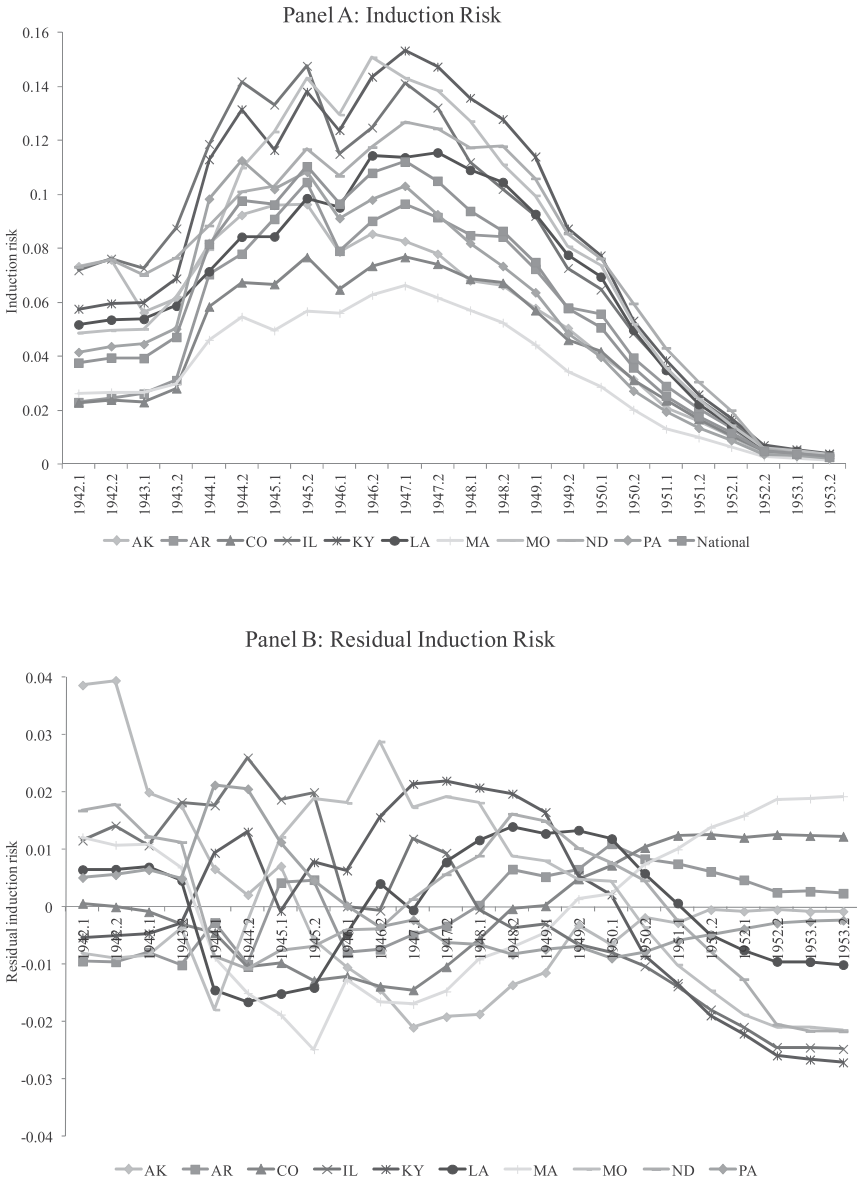 Panel A: Induction Risk
0.16
0.14
0.12
0.1
0.08
0.06
0.04
0.02
0
Induction risk
1942.1 1942.2 1943.1 1943.2 1944.1 1944.2 1945.1 1945.2 1946.1 1946.2 1947.1 1947.2 1948.1 1948.2 1949.1 1949.2 1950.1 1950.2 1951.1 1951.2 1952.1 1952.2 1953.1 1953.2
AK AR CO IL KY LA MA MO ND PA National
Panel B: Residual Induction Risk
0.04
0.03
0.02
0.01
0
-0.01
-0.02
-0.03
-0.04
Residual induction risk
1942.1 1942.2 1943.1 1943.2 1944.1 1944.2 1945.1 1945.2 1946.1 1946.2 1947.1 1947.2 1948.1 1948.2 1949.1 1949.2 1950.1 1950.2 1951.1 1951.2 1952.1 1952.2 1953.1 1953.2
AK AR CO IL KY LA MA MO ND PA